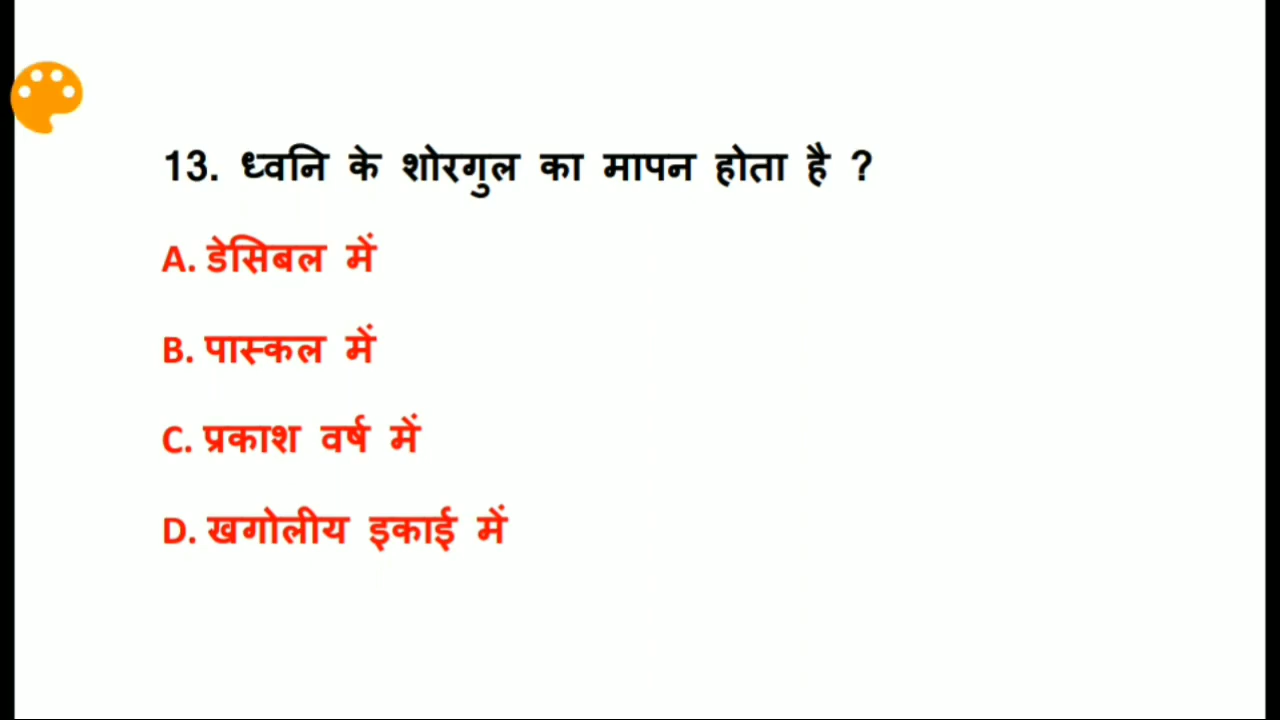 13. ध्वनि के शोरगुल का मापन होता है ?
A. डेसिबल में
B. पास्कल में
C. प्रकाश वर्ष में
D. खगोलीय इकाई में